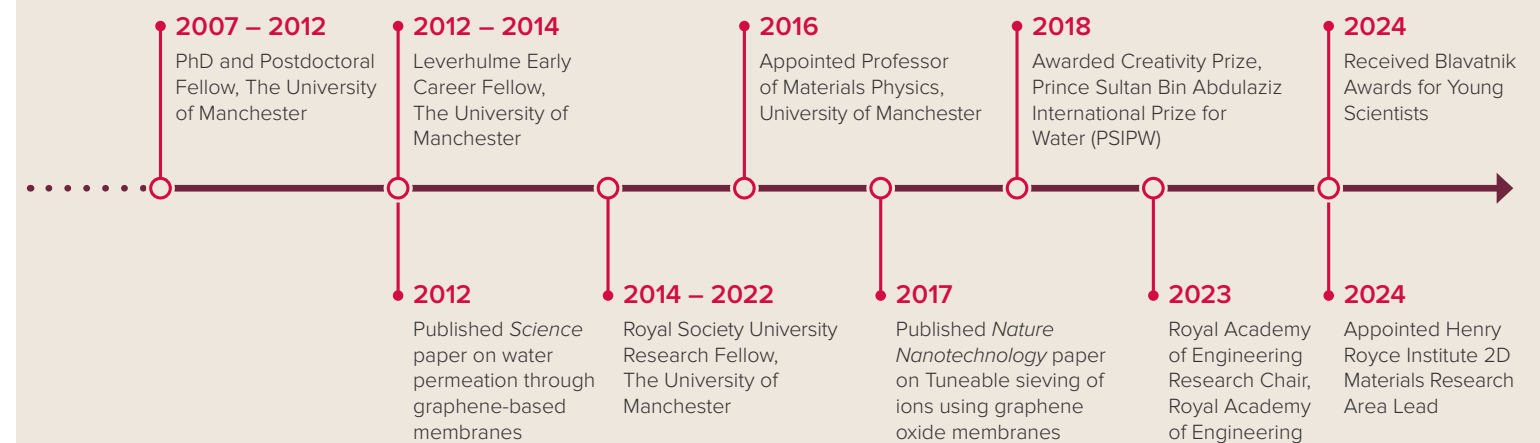 2007 – 2012
PhD and Postdoctoral
Fellow, The University
of Manchester
2012 – 2014
Leverhulme Early
Career Fellow,
The University of
Manchester
2016
Appointed Professor
of Materials Physics,
University of Manchester
2018
Awarded Creativity Prize,
Prince Sultan Bin Abdulaziz
International Prize for
Water (PSIPW)
2024
Received Blavatnik
Awards for Young
Scientists
2012
Published Science
paper on water
permeation through
graphene-based
membranes
2014 – 2022
Royal Society University
Research Fellow,
The University of
Manchester
2017
Published Nature
Nanotechnology paper
on Tuneable sieving of
ions using graphene
oxide membranes
2023
Royal Academy
of Engineering
Research Chair,
Royal Academy
of Engineering
2024
Appointed Henry
Royce Institute 2D
Materials Research
Area Lead